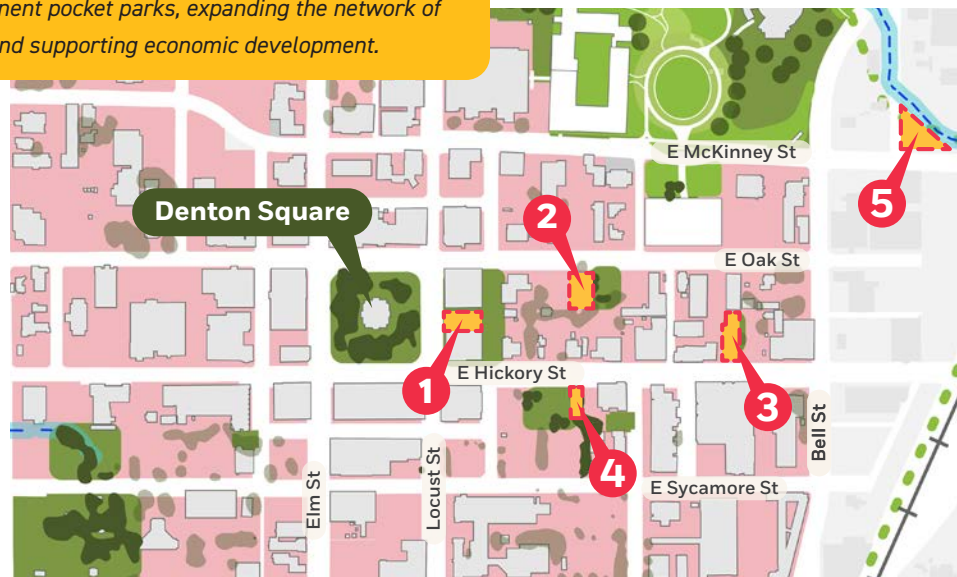 nent pocket parks, expanding the network of
nd supporting economic development.
E McKinney St
5
Denton Square
2
E Oak St
1
E Hickory St
3
4
Bell St
Elm St
Locust St
E Sycamore St